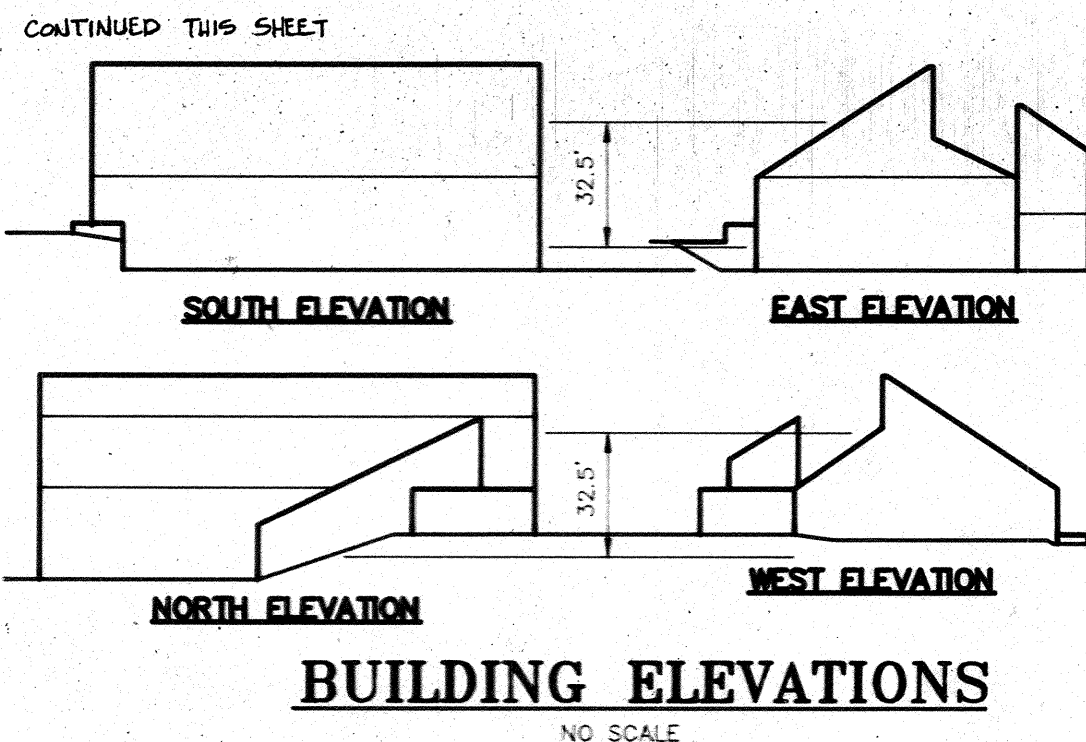 CONTINUED THIS SHEET
32.5'
SOUTH ELEVATION
EAST ELEVATION
32.5'
NORTH ELEVATION
WEST ELEVATION
BUILDING ELEVATIONS
NO SCALE